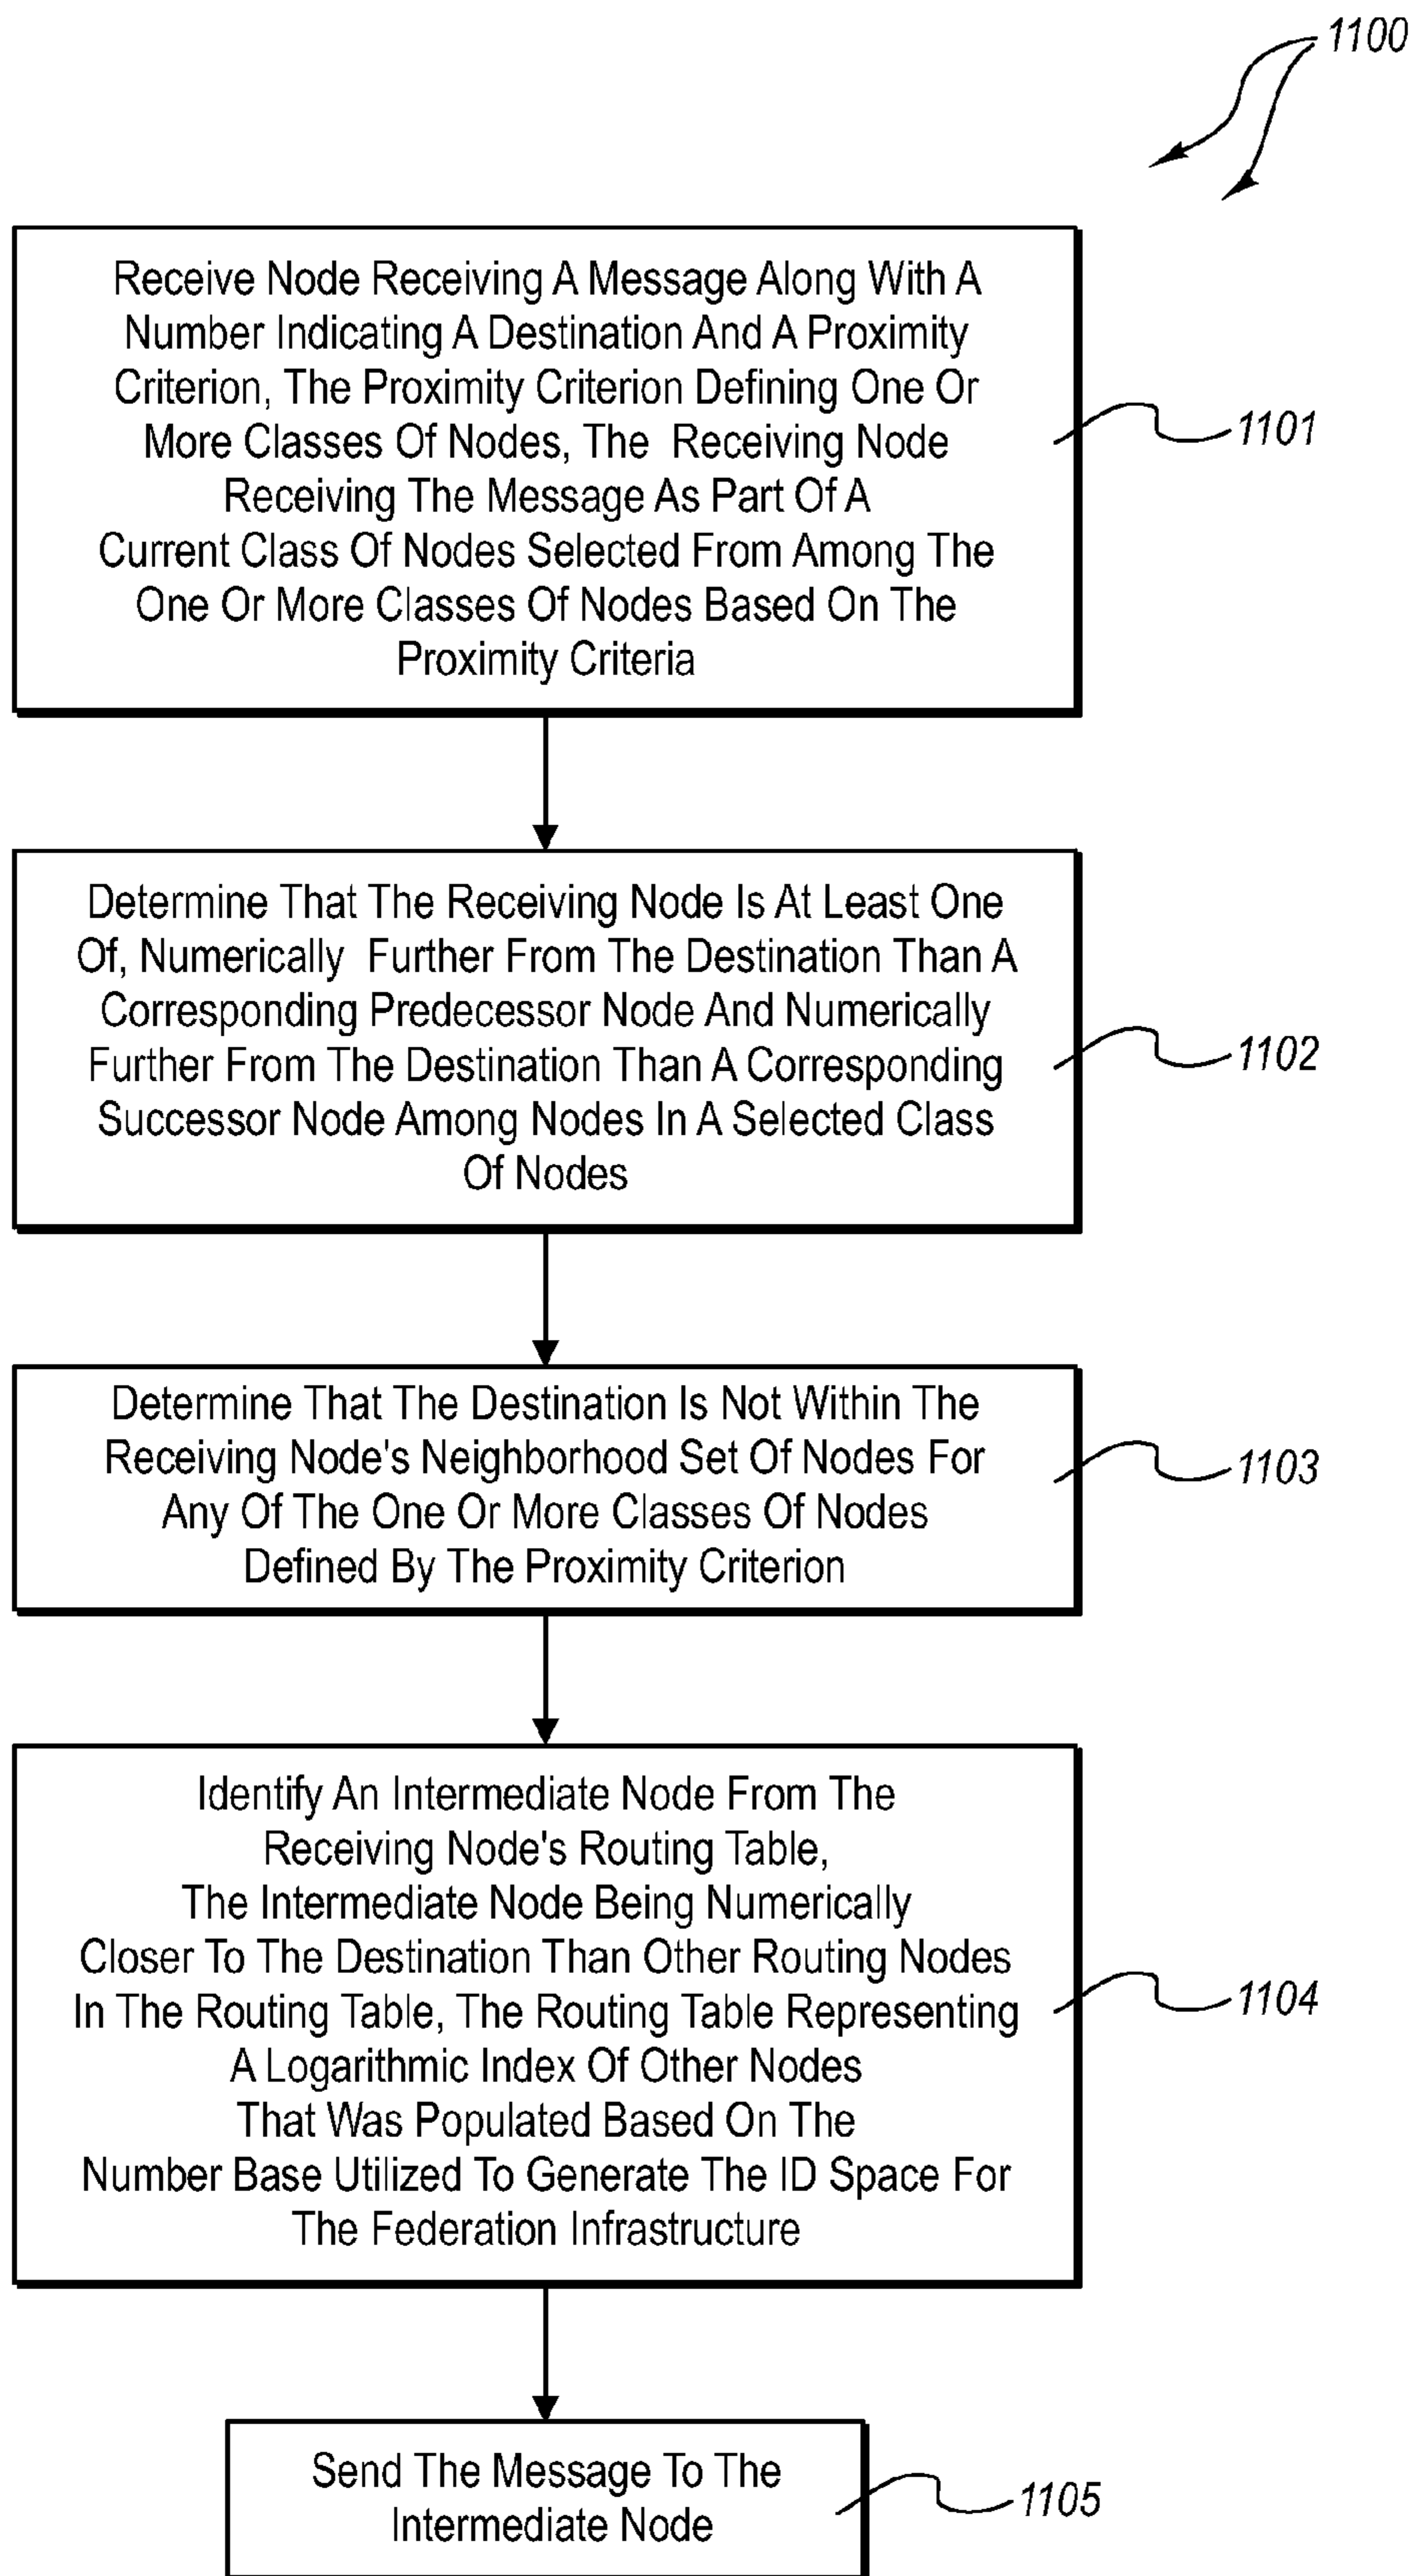 1100
Receive Node Receiving A Message Along With A
Number Indicating A Destination And A Proximity
Criterion, The Proximity Criterion Defining One Or
More Classes Of Nodes, The Receiving Node
Receiving The Message As Part Of A
Current Class Of Nodes Selected From Among The
One Or More Classes Of Nodes Based On The
Proximity Criteria
1101
Determine That The Receiving Node Is At Least One
Of, Numerically Further From The Destination Than A
Corresponding Predecessor Node And Numerically
Further From The Destination Than A Corresponding
Successor Node Among Nodes In A Selected Class
Of Nodes
1102
Determine That The Destination Is Not Within The
Receiving Node's Neighborhood Set Of Nodes For
Any Of The One Or More Classes Of Nodes
Defined By The Proximity Criterion
1103
Identify An Intermediate Node From The
Receiving Node's Routing Table,
The Intermediate Node Being Numerically
Closer To The Destination Than Other Routing Nodes
In The Routing Table, The Routing Table Representing
A Logarithmic Index Of Other Nodes
That Was Populated Based On The
Number Base Utilized To Generate The ID Space For
The Federation Infrastructure
1104
Send The Message To The
Intermediate Node
1105